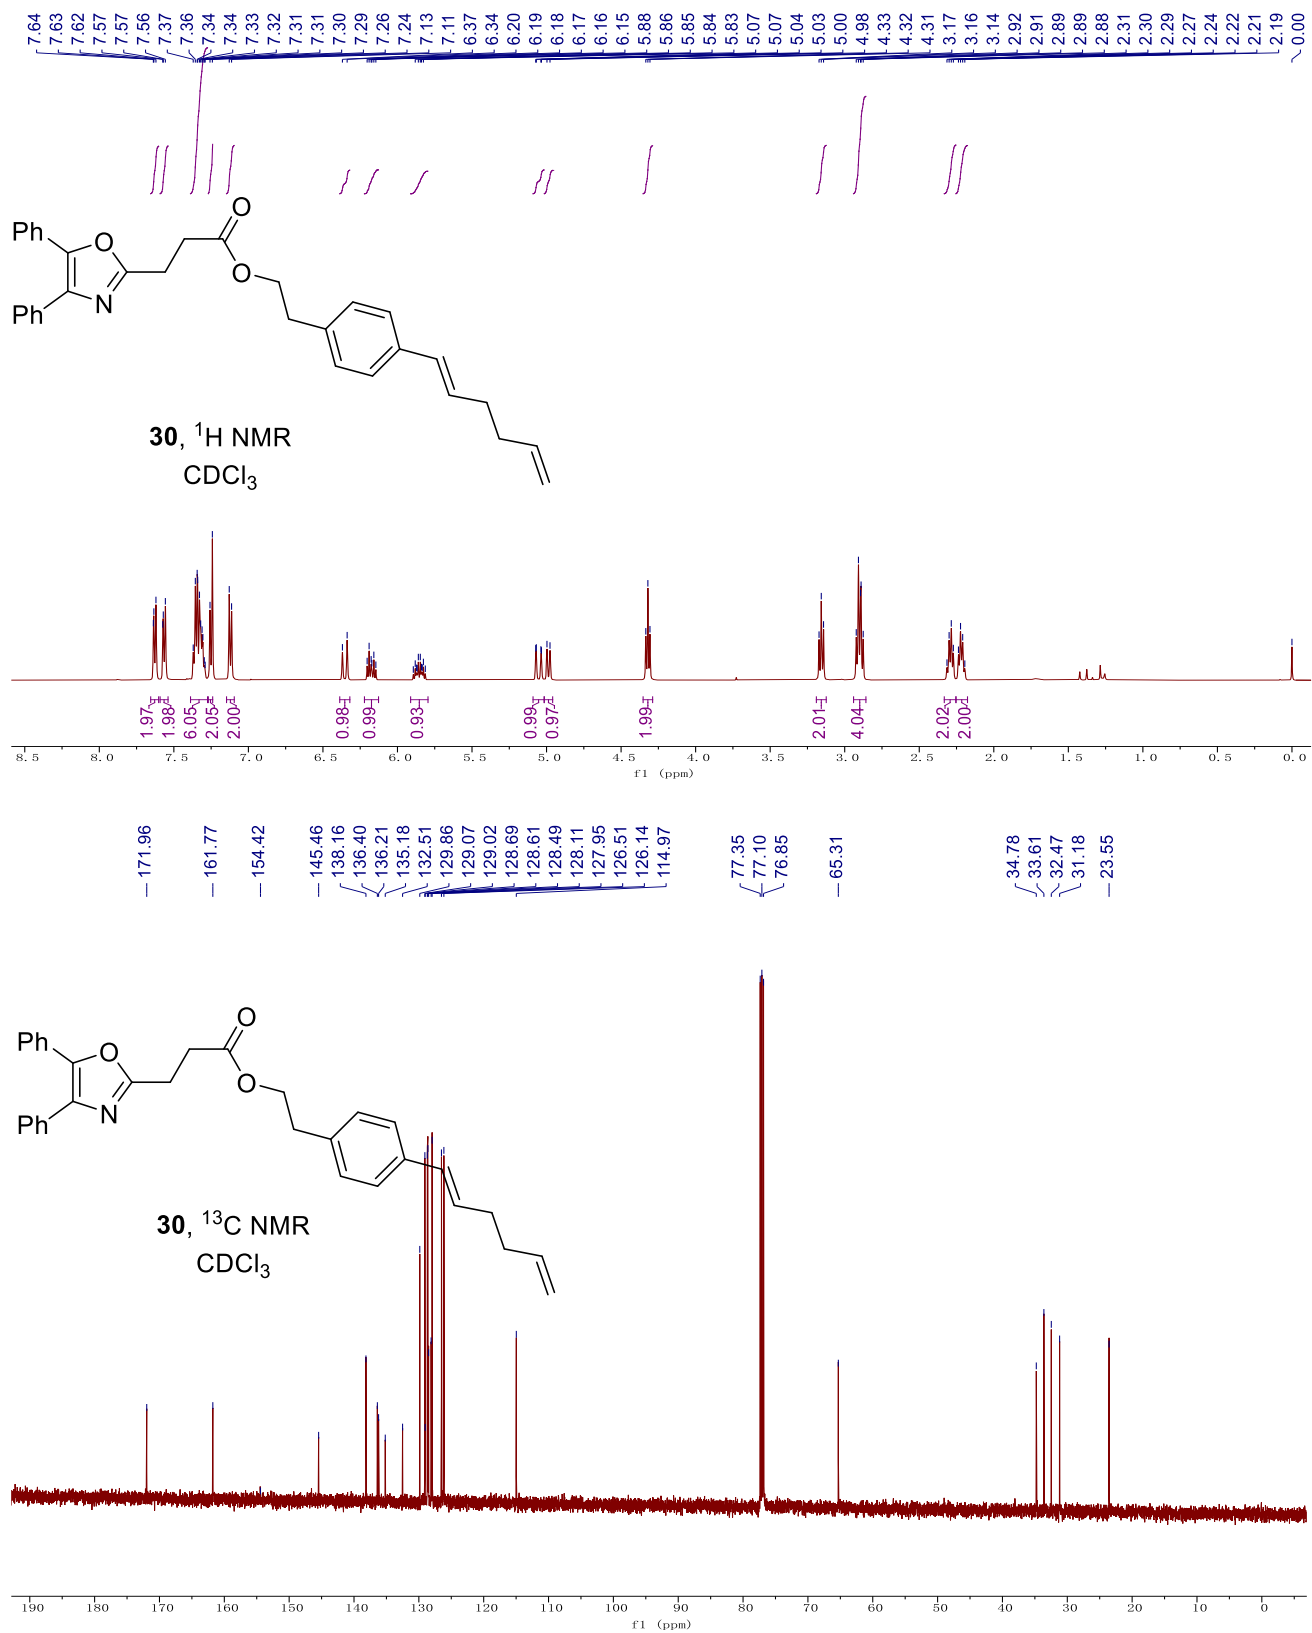 7.64 7.63 7.62 7.57 7.57 7.56 7.37 7.36 7.34 7.34 7.33 7.32 7.31 7.31 7.30 7.29 7.26 7.24 7.13 7.11 6.37 6.34 6.20 6.19 6.18 6.17 6.16 6.15 5.88 5.86 5.85 5.84 5.83 5.07 5.07 5.04 5.03 5.00 4.98 4.33 4.32 4.31 3.17 3.16 3.14 2.92 2.91 2.89 2.89 2.88 2.31 2.30 2.29 2.27 2.24 2.22 2.21 2.19 0.00
O
Ph
O
O
N
Ph
30, ¹H NMR
CDCl₃
1.97 1.98 6.05 2.05 2.00 0.98 0.99 0.93 0.99 0.97 1.99 2.01 4.04 2.02 2.00
8.5 8.0 7.5 7.0 6.5 6.0 5.5 5.0 4.5 4.0 3.5 3.0 2.5 2.0 1.5 1.0 0.5 0.0
f1 (ppm)
171.96 161.77 154.42 145.46 138.16 136.40 136.21 135.18 132.51 129.86 129.07 129.02 128.69 128.61 128.49 128.11 127.95 126.51 126.14 114.97 77.35 77.10 76.85 65.31 34.78 33.61 32.47 31.18 23.55
O
Ph
O
O
N
Ph
30, ¹³C NMR
CDCl₃
190 180 170 160 150 140 130 120 110 100 90 80 70 60 50 40 30 20 10 0
f1 (ppm)